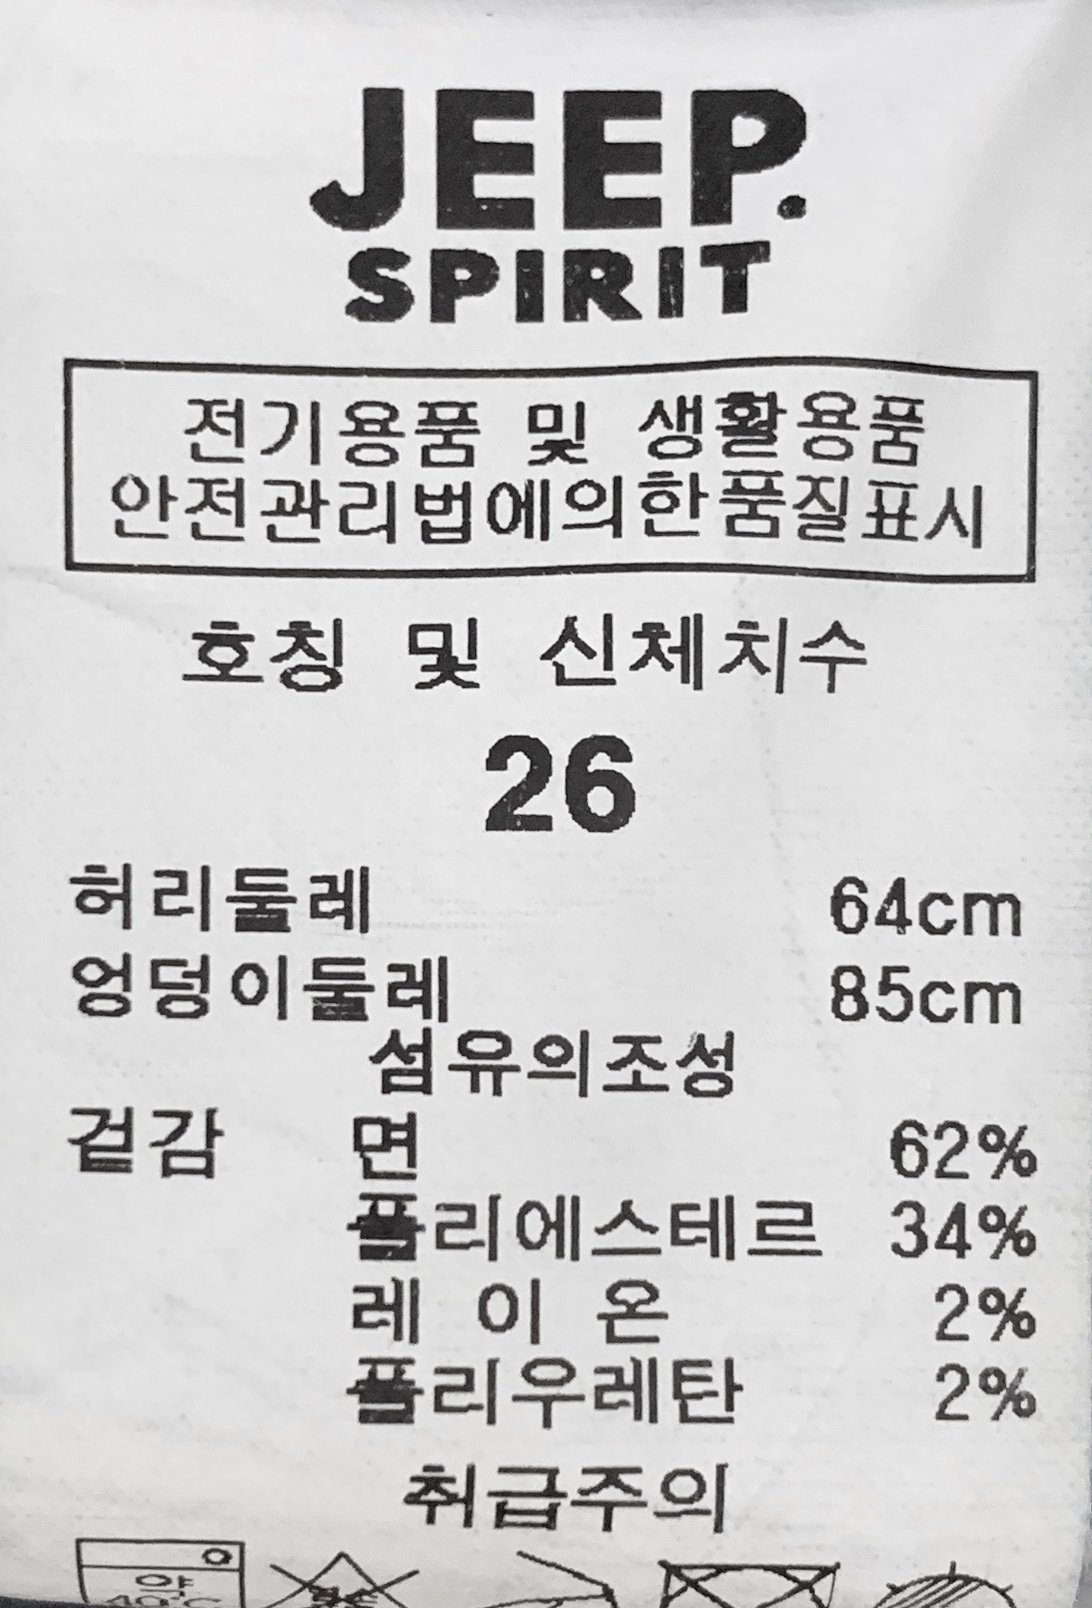 JEEP.
SPIRIT
전기용품 및 생활용품
안전관리법에의한품질표시
호칭 및 신체치수
26
허리둘레 64cm
엉덩이둘레 85cm
섬유의조성
겉감 면 62%
폴리에스테르 34%
레 이 온 2%
폴리우레탄 2%
취급주의
약
40°C